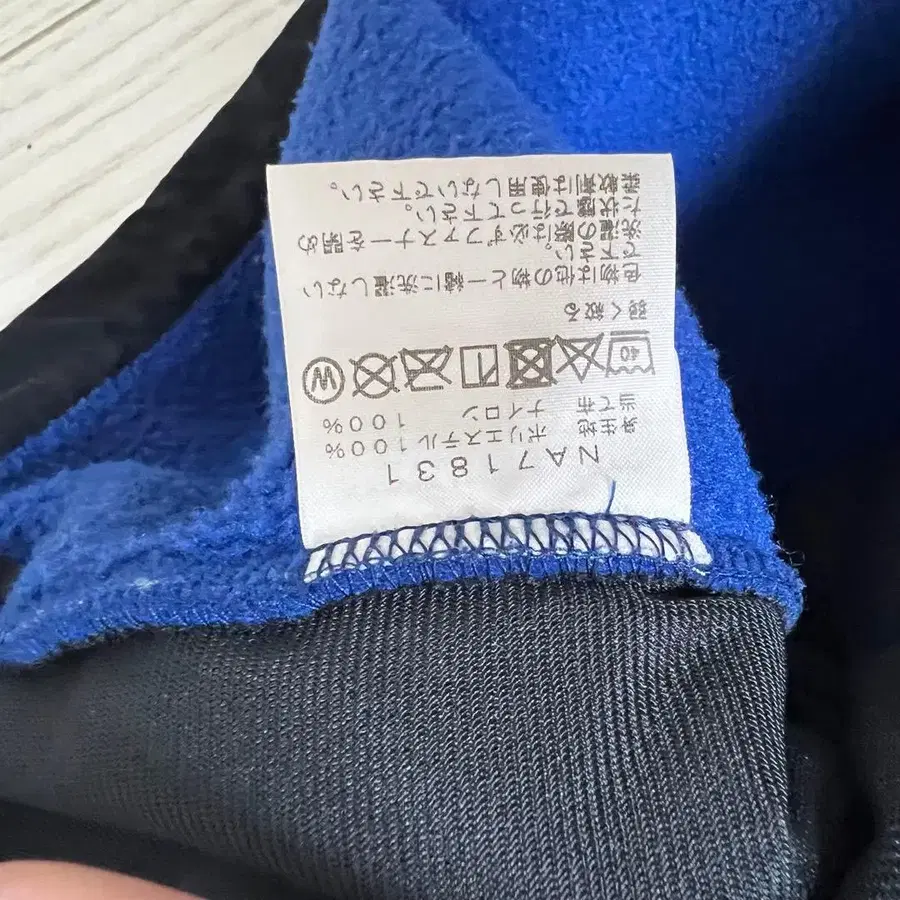 NA71831
身生地 ポリエステル100%
当て布 ナイロン 100%
40 W
弱く絞る
色物は他の物と一緒に洗濯しない
で下さい。
洗濯の際は必ずファスナーを閉め
た状態で行って下さい。
柔軟剤は使用しないで下さい。